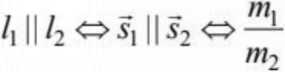 l₁ || l₂ ⇔ s⃗₁ || s⃗₂ ⇔ m₁/m₂